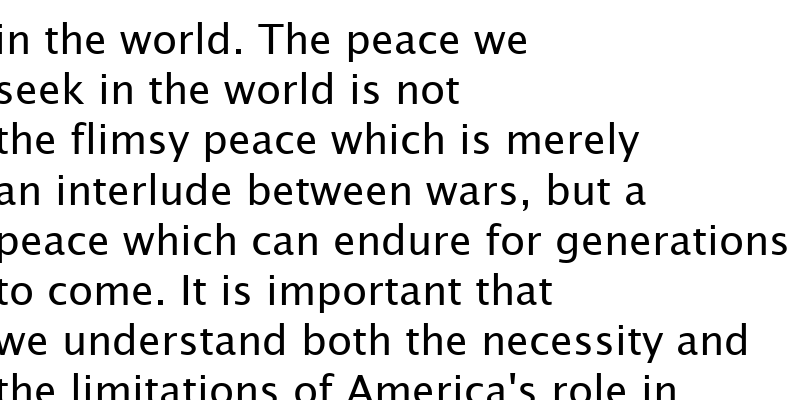 in the world. The peace we
seek in the world is not
the flimsy peace which is merely
an interlude between wars, but a
peace which can endure for generations
to come. It is important that
we understand both the necessity and
the limitations of America's role in